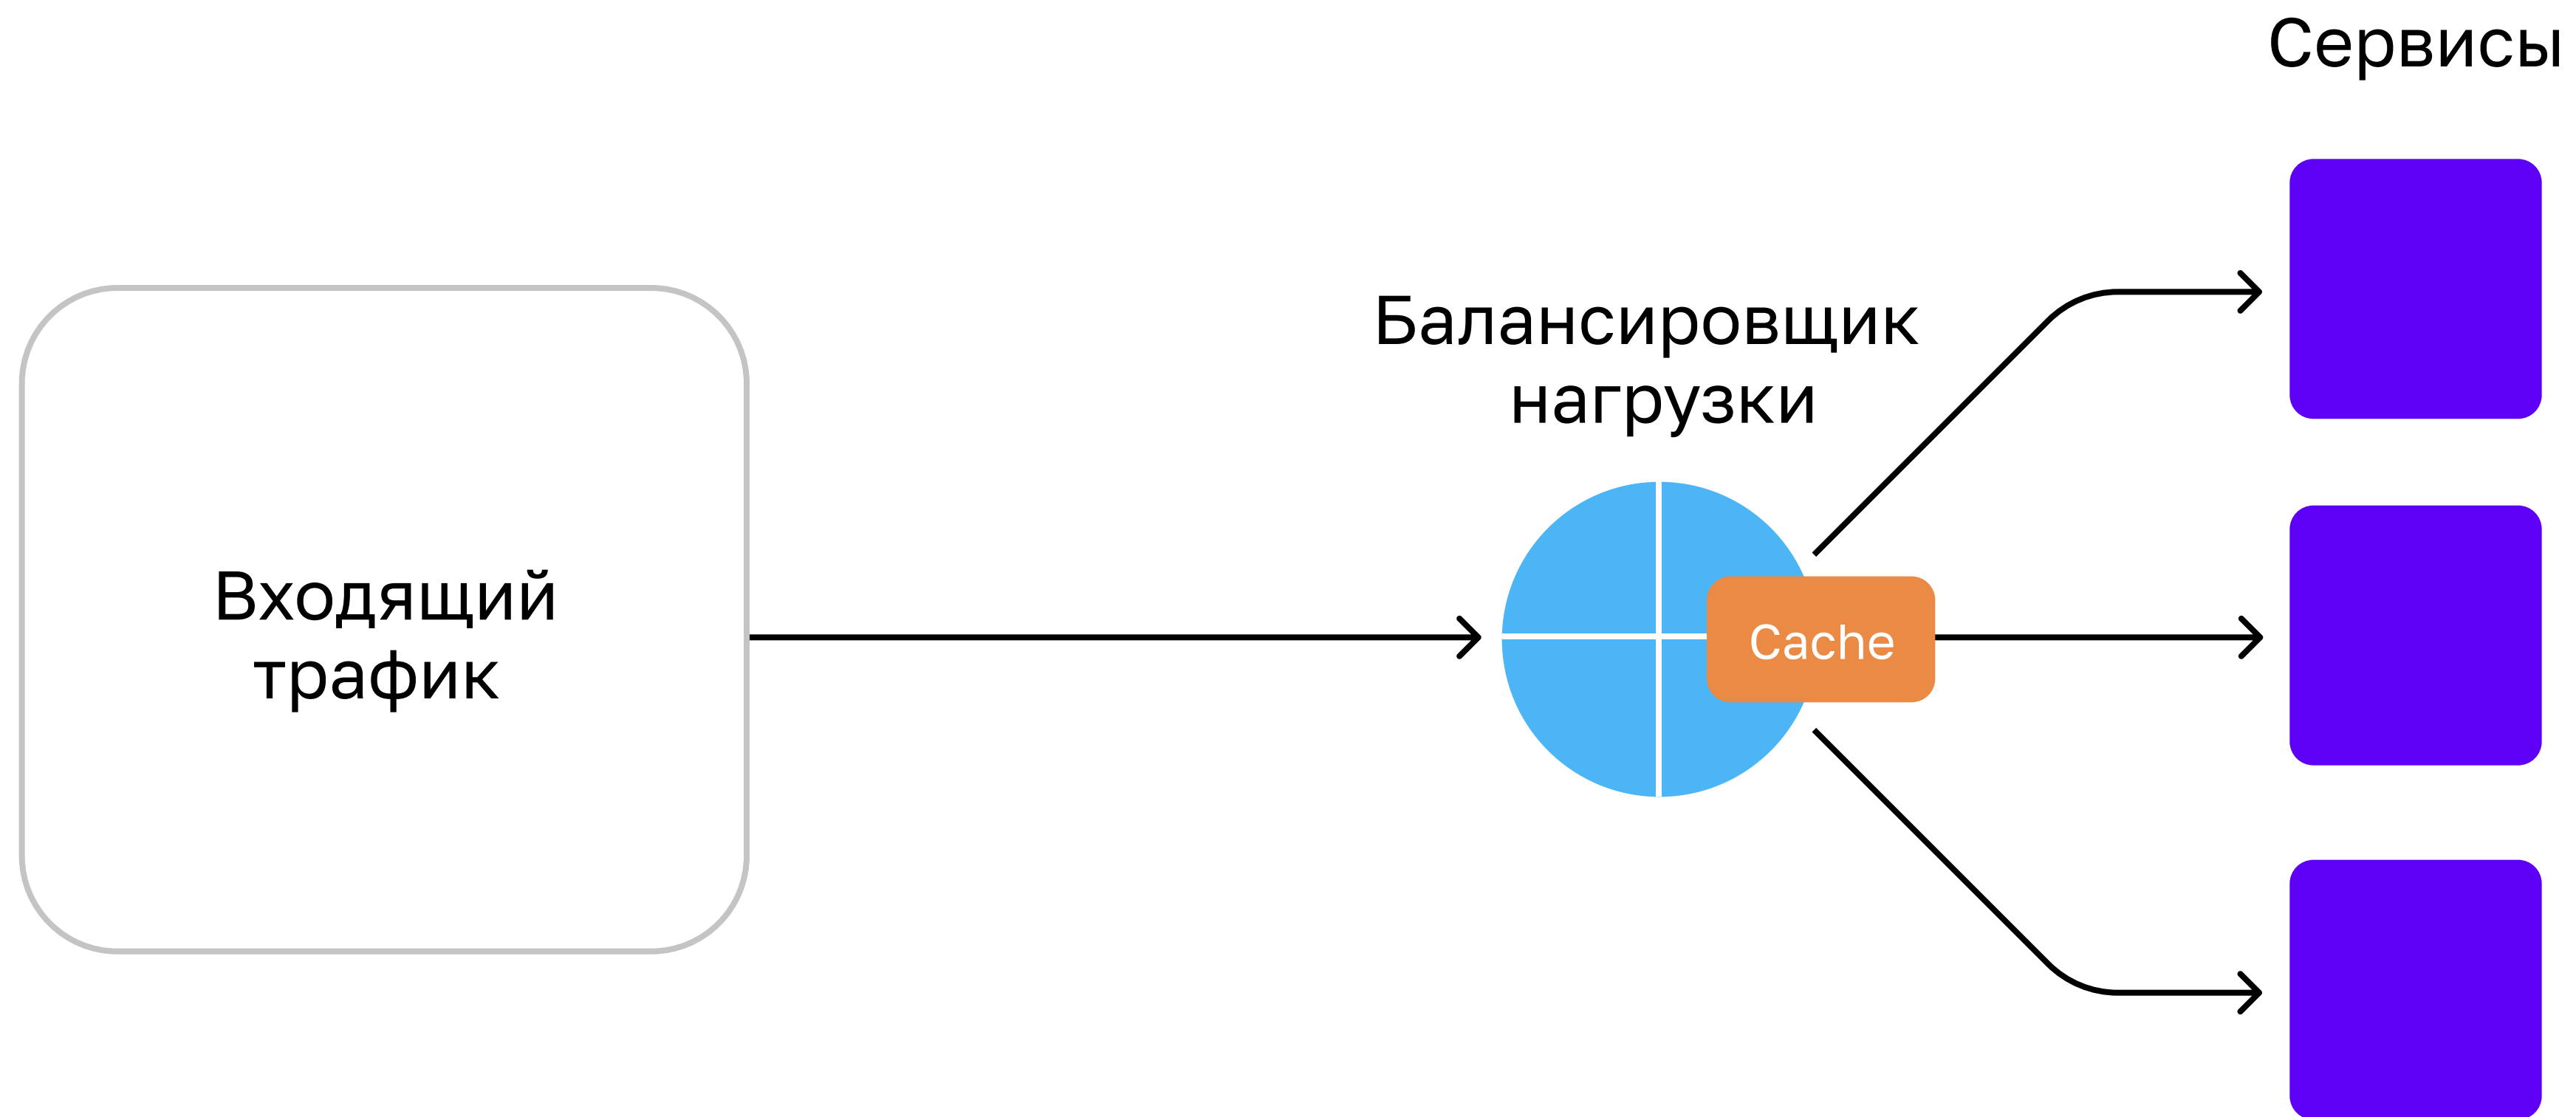 Сервисы
Балансировщик
нагрузки
Входящий
трафик
Cache